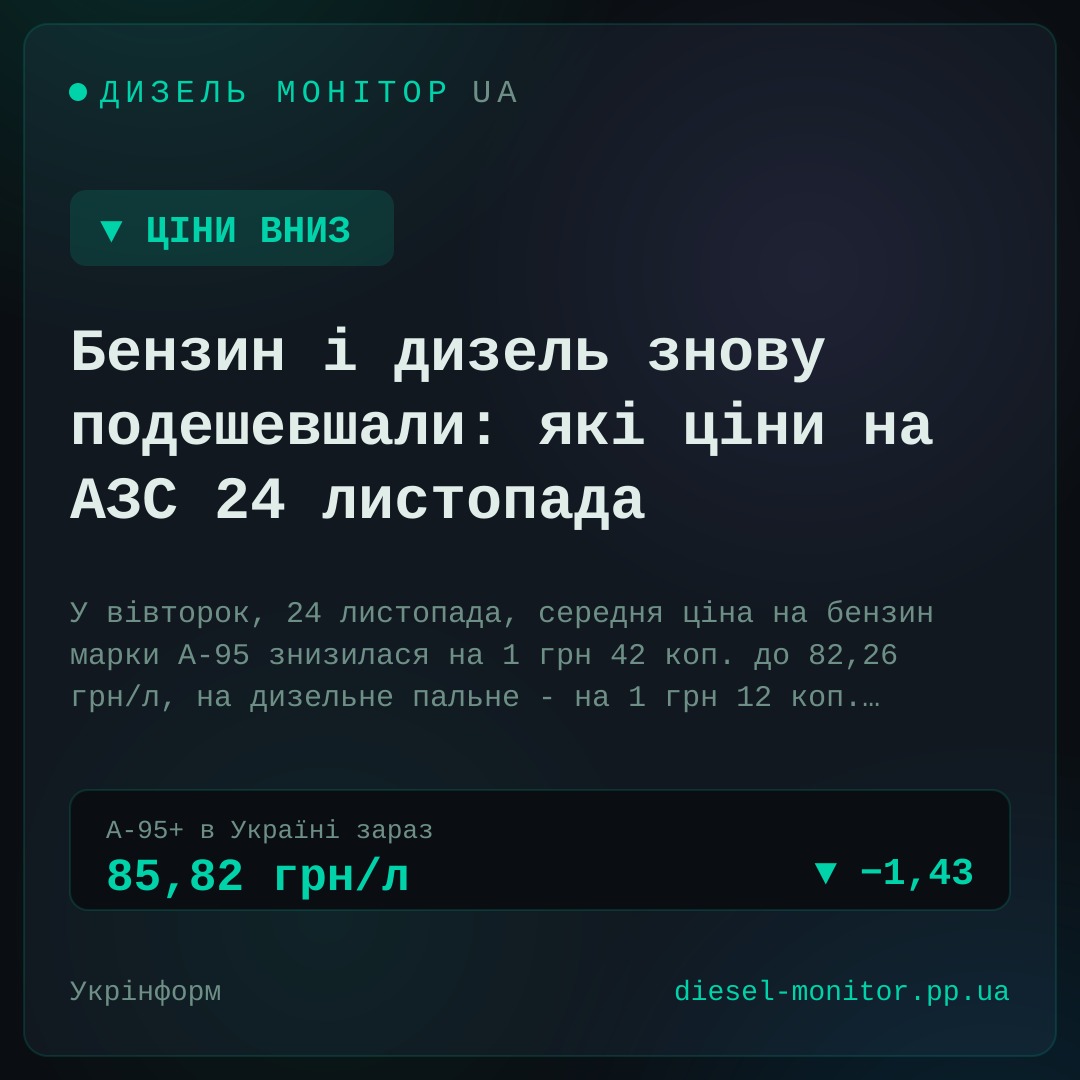 ДИЗЕЛЬ МОНІТОР UA
▼ ЦІНИ ВНИЗ
Бензин і дизель знову
подешевшали: які ціни на
АЗС 24 листопада
У вівторок, 24 листопада, середня ціна на бензин
марки А-95 знизилася на 1 грн 42 коп. до 82,26
грн/л, на дизельне пальне - на 1 грн 12 коп.…
А-95+ в Україні зараз
85,82 грн/л
▼ −1,43
Укрінформ
diesel-monitor.pp.ua